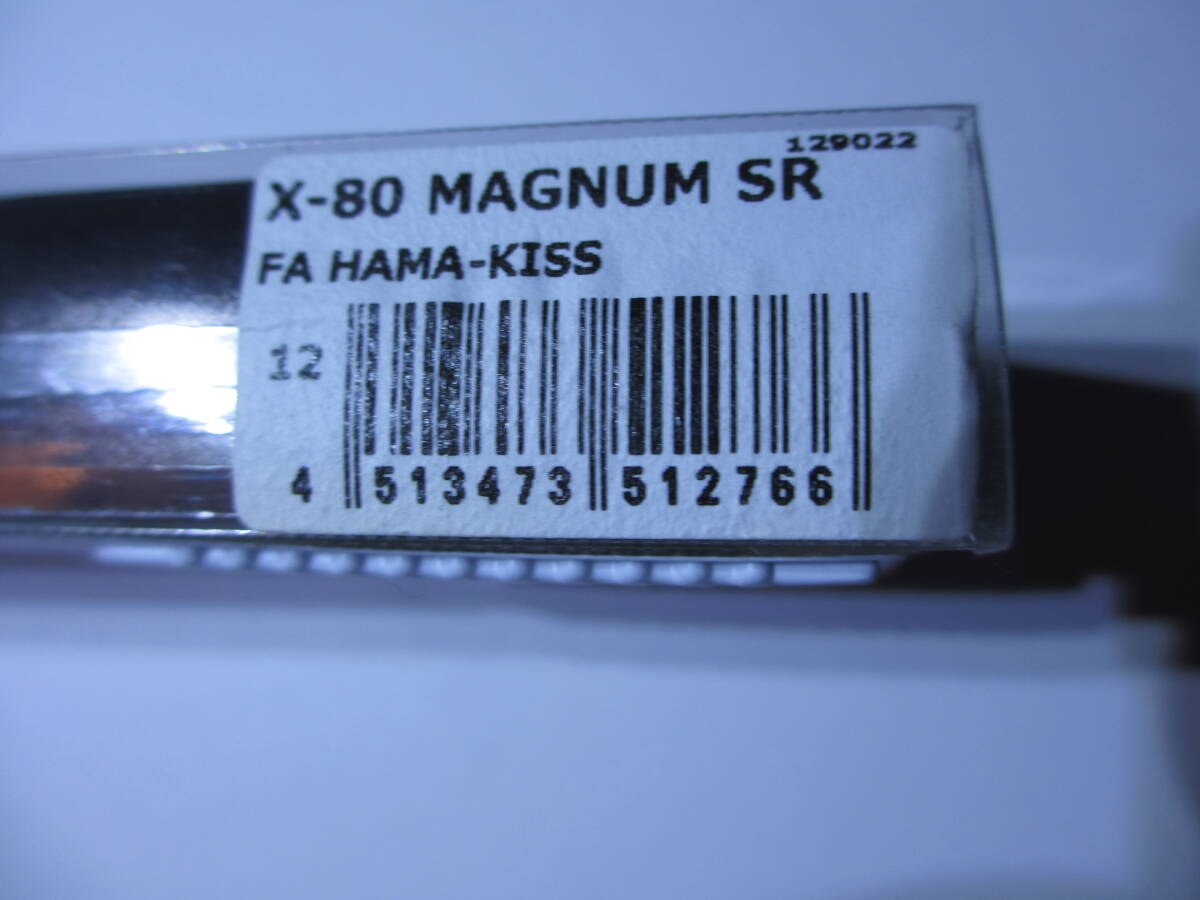 129022
X-80 MAGNUM SR
FA HAMA-KISS
12
4 513473 512766